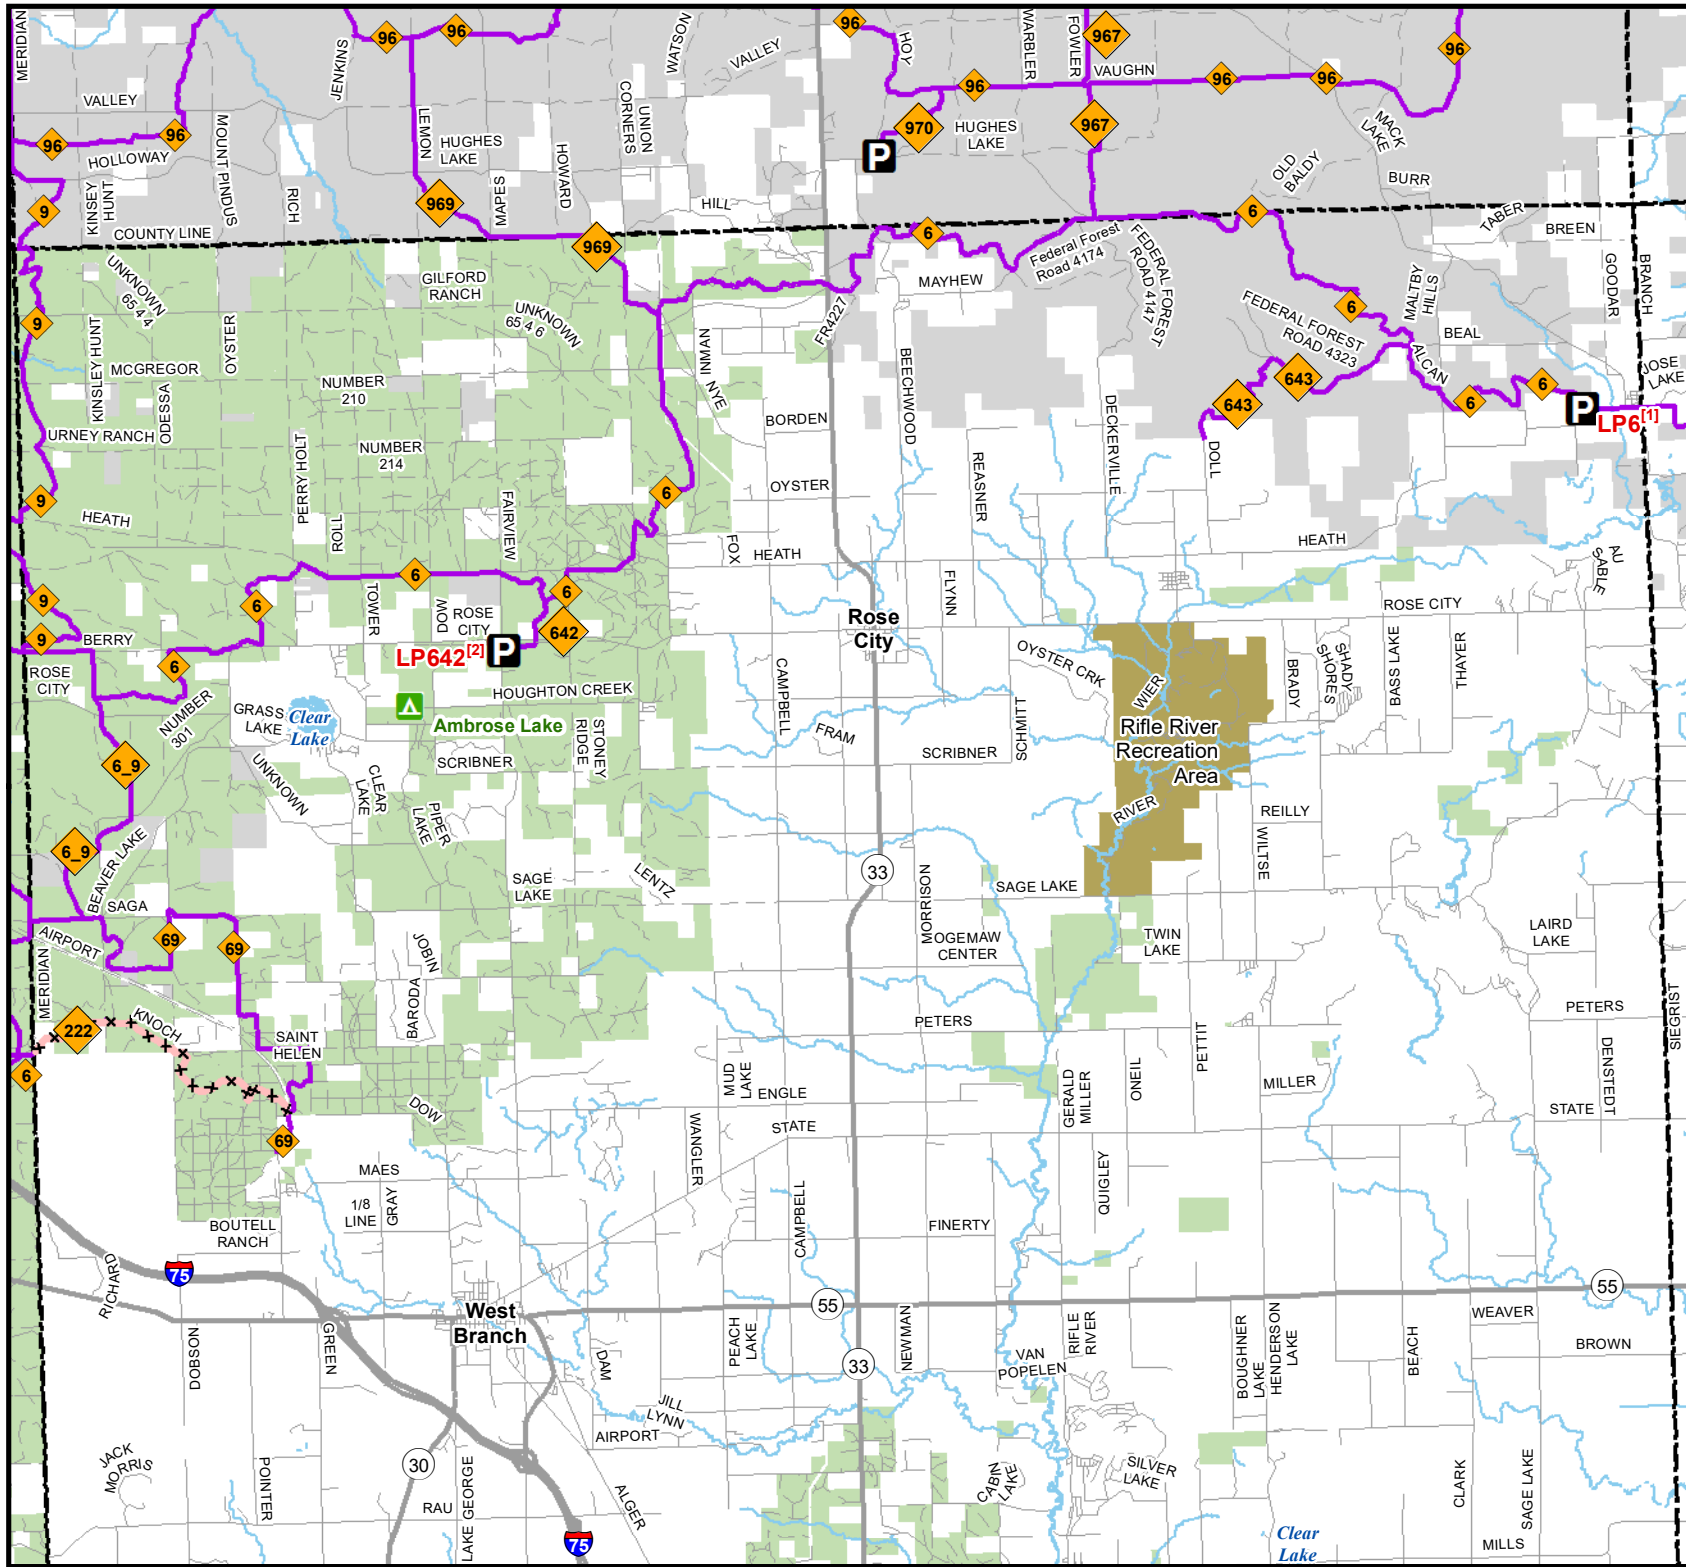 MERIDIAN
96
96
JENKINS
WATSON
VALLEY
96
HOY
WARBLER
FOWLER
967
VAUGHN
96
96
96
96
VALLEY
96
96
HOLLOWAY
KINSEY
HUNT
MOUNT PINDUS
RICH
LEMON
HUGHES
LAKE
MAPES
HOWARD
UNION
CORNERS
970
P
HUGHES
LAKE
967
MACK
LAKE
OLD
BALDY
BURR
TABER
BREEN
9
COUNTY LINE
969
969
HILL
6
6
Federal Forest
Road 4174
FEDERAL FOREST
ROAD 4147
MAYHEW
FR4227
UNKNOWN
65 4 4
GILFORD
RANCH
UNKNOWN
65 4 6
9
KINSLEY HUNT
OYSTER
MCGREGOR
ODESSA
NUMBER
210
URNEY RANCH
NUMBER
214
PERRY HOLT
ROLL
FAIRVIEW
HEATH
9
NAIMAN
NYE
BORDEN
BEECHWOOD
OYSTER
REASNER
DECKERVILLE
DOLL
643
643
FEDERAL FOREST
ROAD 4323
6
MALTBY
HILLS
BEAL
ALCAN
6
6
P
LP6[1]
GOODAR
BRANCH
JOSE
LAKE
6
FOX
HEATH
HEATH
FLYNN
AU
SABLE
9
9
BERRY
ROSE
CITY
6
6
6
TOWER
DOW
ROSE
CITY
6
642
LP642[2]
P
Rose
City
ROSE CITY
NUMBER
301
GRASS
LAKE
Clear
Lake
HOUGHTON CREEK
Ambrose Lake
SCRIBNER
STONEY
RIDGE
CAMPBELL
FRAM
SCRIBNER
SCHMITT
OYSTER CRK
WIER
Rifle River
Recreation
Area
RIVER
BRADY
SHADY
SHORES
BASS LAKE
THAYER
REILLY
WILTSE
6_9
UNKNOWN
CLEAR
LAKE
PIPER
LAKE
6_9
BEAVER LAKE
SAGA
AIRPORT
69
69
SAGE
LAKE
LENTZ
33
MORRISON
SAGE LAKE
OGEMAW
CENTER
TWIN
LAKE
LAIRD
LAKE
MERIDIAN
JOBIN
BARODA
222
KNOCH
SAINT
HELEN
PETERS
PETERS
SIEGRIST
PETTIT
DENSTEDT
6
MUD
LAKE
ENGLE
GERALD
MILLER
ONEIL
MILLER
STATE
STATE
69
DOW
WANGLER
MAES
1/8
LINE
GRAY
BOUTELL
RANCH
CAMPBELL
FINERTY
QUIGLEY
RICHARD
75
West
Branch
55
55
WEAVER
BROWN
DOBSON
GREEN
DAM
PEACH
LAKE
33
NEWMAN
VAN
POPELEN
RIFLE
RIVER
BOUGHNER
LAKE
HENDERSON
LAKE
BEACH
JILL
LYNN
AIRPORT
JACK
MORRIS
POINTER
30
LAKE GEORGE
RAU
ALGER
75
CABIN
LAKE
SILVER
LAKE
CLARK
SAGE LAKE
MILLS
Clear
Lake